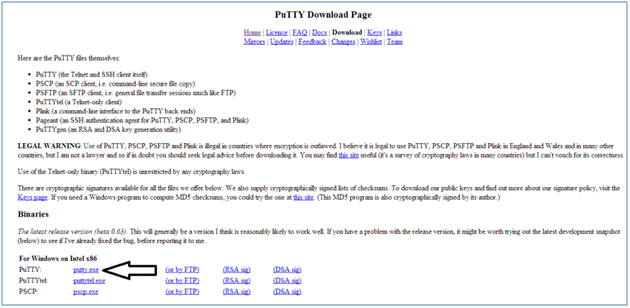 PuTTY Download Page
Home | Licence | FAQ | Docs | Download | Keys | Links
Mirrors | Updates | Feedback | Changes | Wishlist | Team
Here are the PuTTY files themselves:
• PuTTY (the Telnet and SSH client itself)
• PSCP (an SCP client, i.e. command-line secure file copy)
• PSFTP (an SFTP client, i.e. general file transfer sessions much like FTP)
• PuTTYtel (a Telnet-only client)
• Plink (a command-line interface to the PuTTY back ends)
• Pageant (an SSH authentication agent for PuTTY, PSCP, PSFTP, and Plink)
• PuTTYgen (an RSA and DSA key generation utility).
LEGAL WARNING: Use of PuTTY, PSCP, PSFTP and Plink is illegal in countries where encryption is outlawed. I believe it is legal to use PuTTY, PSCP, PSFTP and Plink in England and Wales and in many other
countries, but I am not a lawyer and so if in doubt you should seek legal advice before downloading it. You may find this site useful (it's a survey of cryptography laws in many countries) but I can't vouch for its correctness.
Use of the Telnet-only binary (PuTTYtel) is unrestricted by any cryptography laws.
There are cryptographic signatures available for all the files we offer below. We also supply cryptographically signed lists of checksums. To download our public keys and find out more about our signature policy, visit the
Keys page. If you need a Windows program to compute MD5 checksums, you could try the one at this site. (This MD5 program is also cryptographically signed by its author.)
Binaries
The latest release version (beta 0.63). This will generally be a version I think is reasonably likely to work well. If you have a problem with the release version, it might be worth trying out the latest development snapshot
(below) to see if I've already fixed the bug, before reporting it to me.
For Windows on Intel x86
PuTTY: putty.exe (or by FTP) (RSA sig) (DSA sig)
PuTTYtel: puttytel.exe (or by FTP) (RSA sig) (DSA sig)
PSCP: pscp.exe (or by FTP) (RSA sig) (DSA sig)